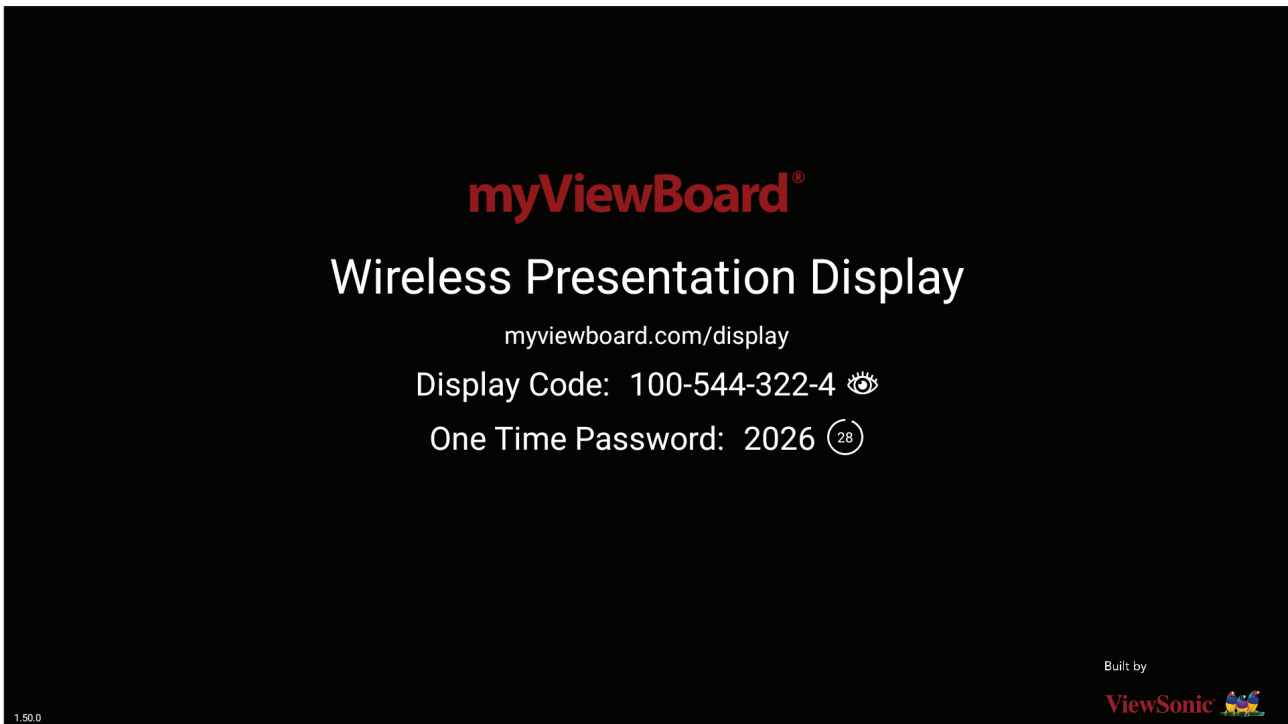 myViewBoard®
Wireless Presentation Display
myviewboard.com/display
Display Code: 100-544-322-4
One Time Password: 2026 28
Built by
ViewSonic®
1.50.0